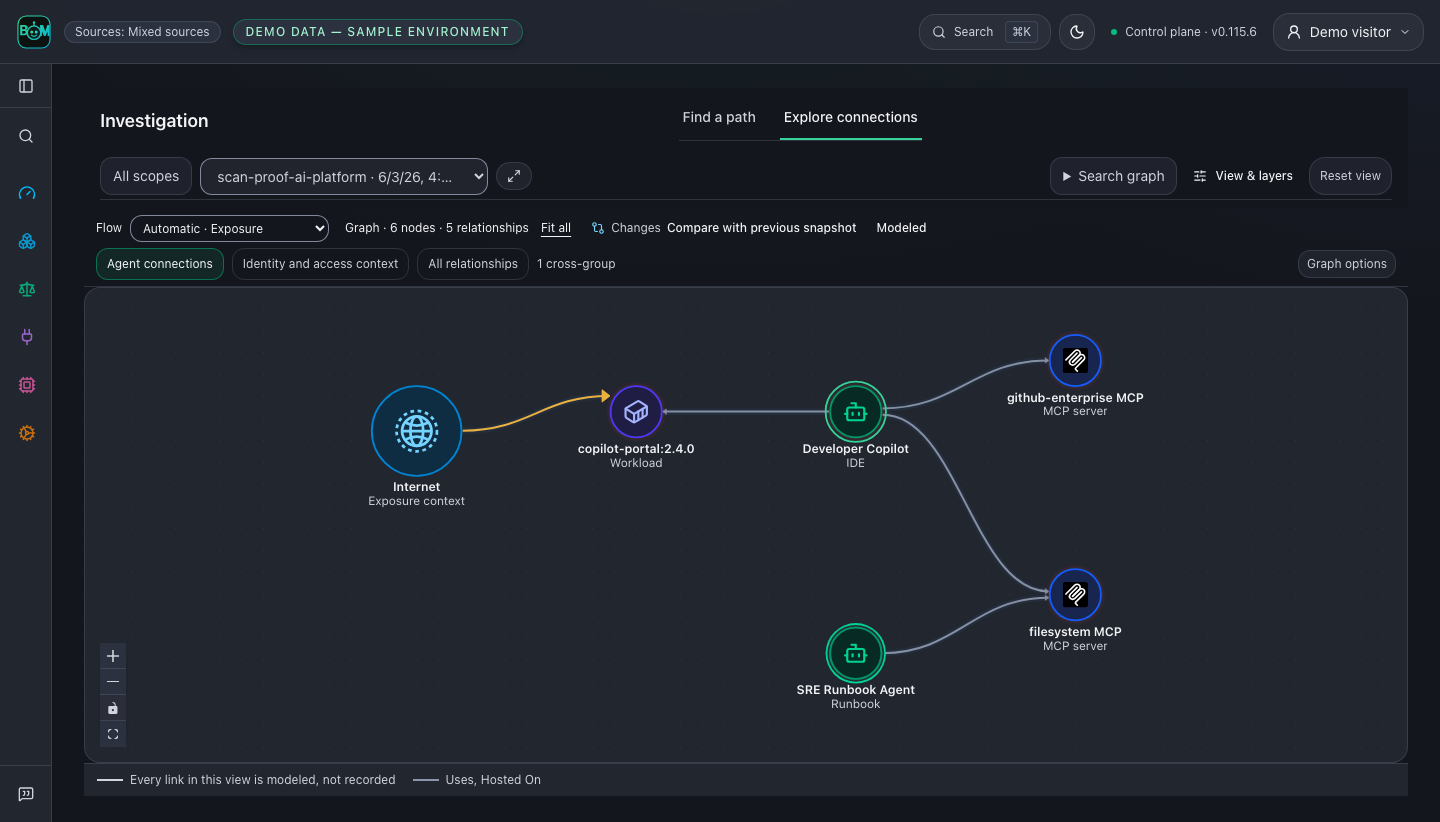 BOM
Sources: Mixed sources
DEMO DATA — SAMPLE ENVIRONMENT
Search ⌘K
Control plane · v0.115.6
Demo visitor
Investigation
Find a path
Explore connections
All scopes
scan-proof-ai-platform · 6/3/26, 4:...
Search graph
View & layers
Reset view
Flow
Automatic · Exposure
Graph · 6 nodes · 5 relationships
Fit all
Changes
Compare with previous snapshot
Modeled
Agent connections
Identity and access context
All relationships
1 cross-group
Graph options
github-enterprise MCP
MCP server
copilot-portal:2.4.0
Workload
Developer Copilot
IDE
Internet
Exposure context
filesystem MCP
MCP server
SRE Runbook Agent
Runbook
Every link in this view is modeled, not recorded
Uses, Hosted On